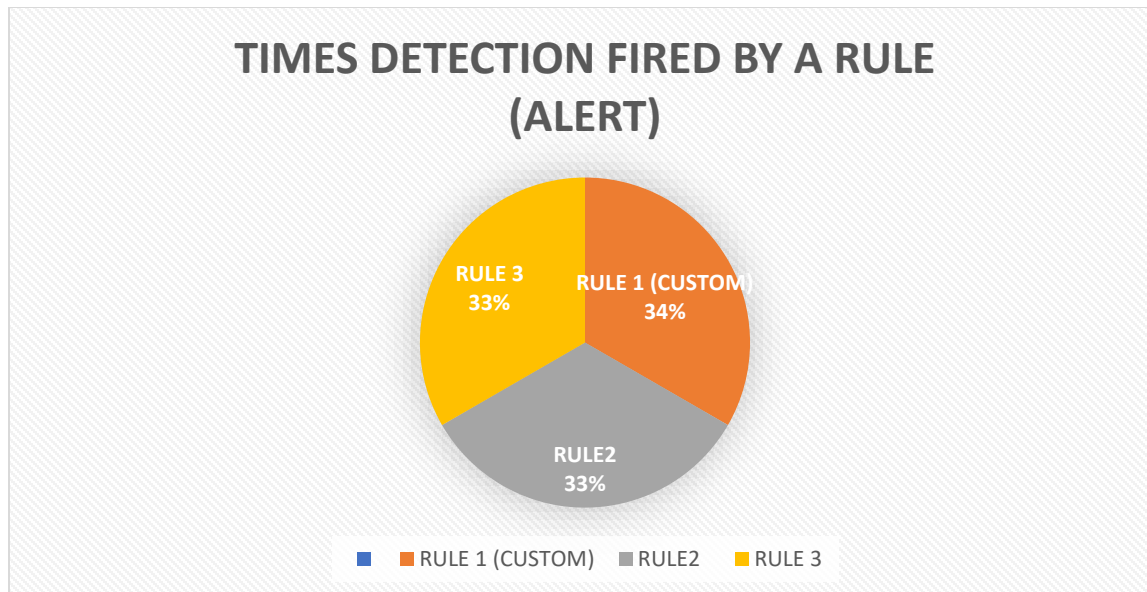 TIMES DETECTION FIRED BY A RULE
(ALERT)
RULE 3
33%
RULE 1 (CUSTOM)
34%
RULE2
33%
RULE 1 (CUSTOM) RULE2 RULE 3